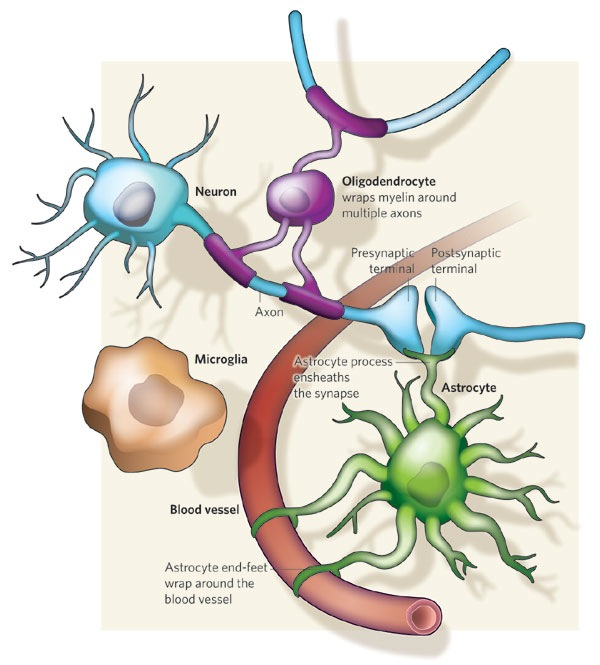 Neuron
Oligodendrocyte
wraps myelin around
multiple axons
Presynaptic
terminal
Postsynaptic
terminal
Axon
Microglia
Astrocyte process
ensheaths
the synapse
Astrocyte
Blood vessel
Astrocyte end-feet
wrap around the
blood vessel